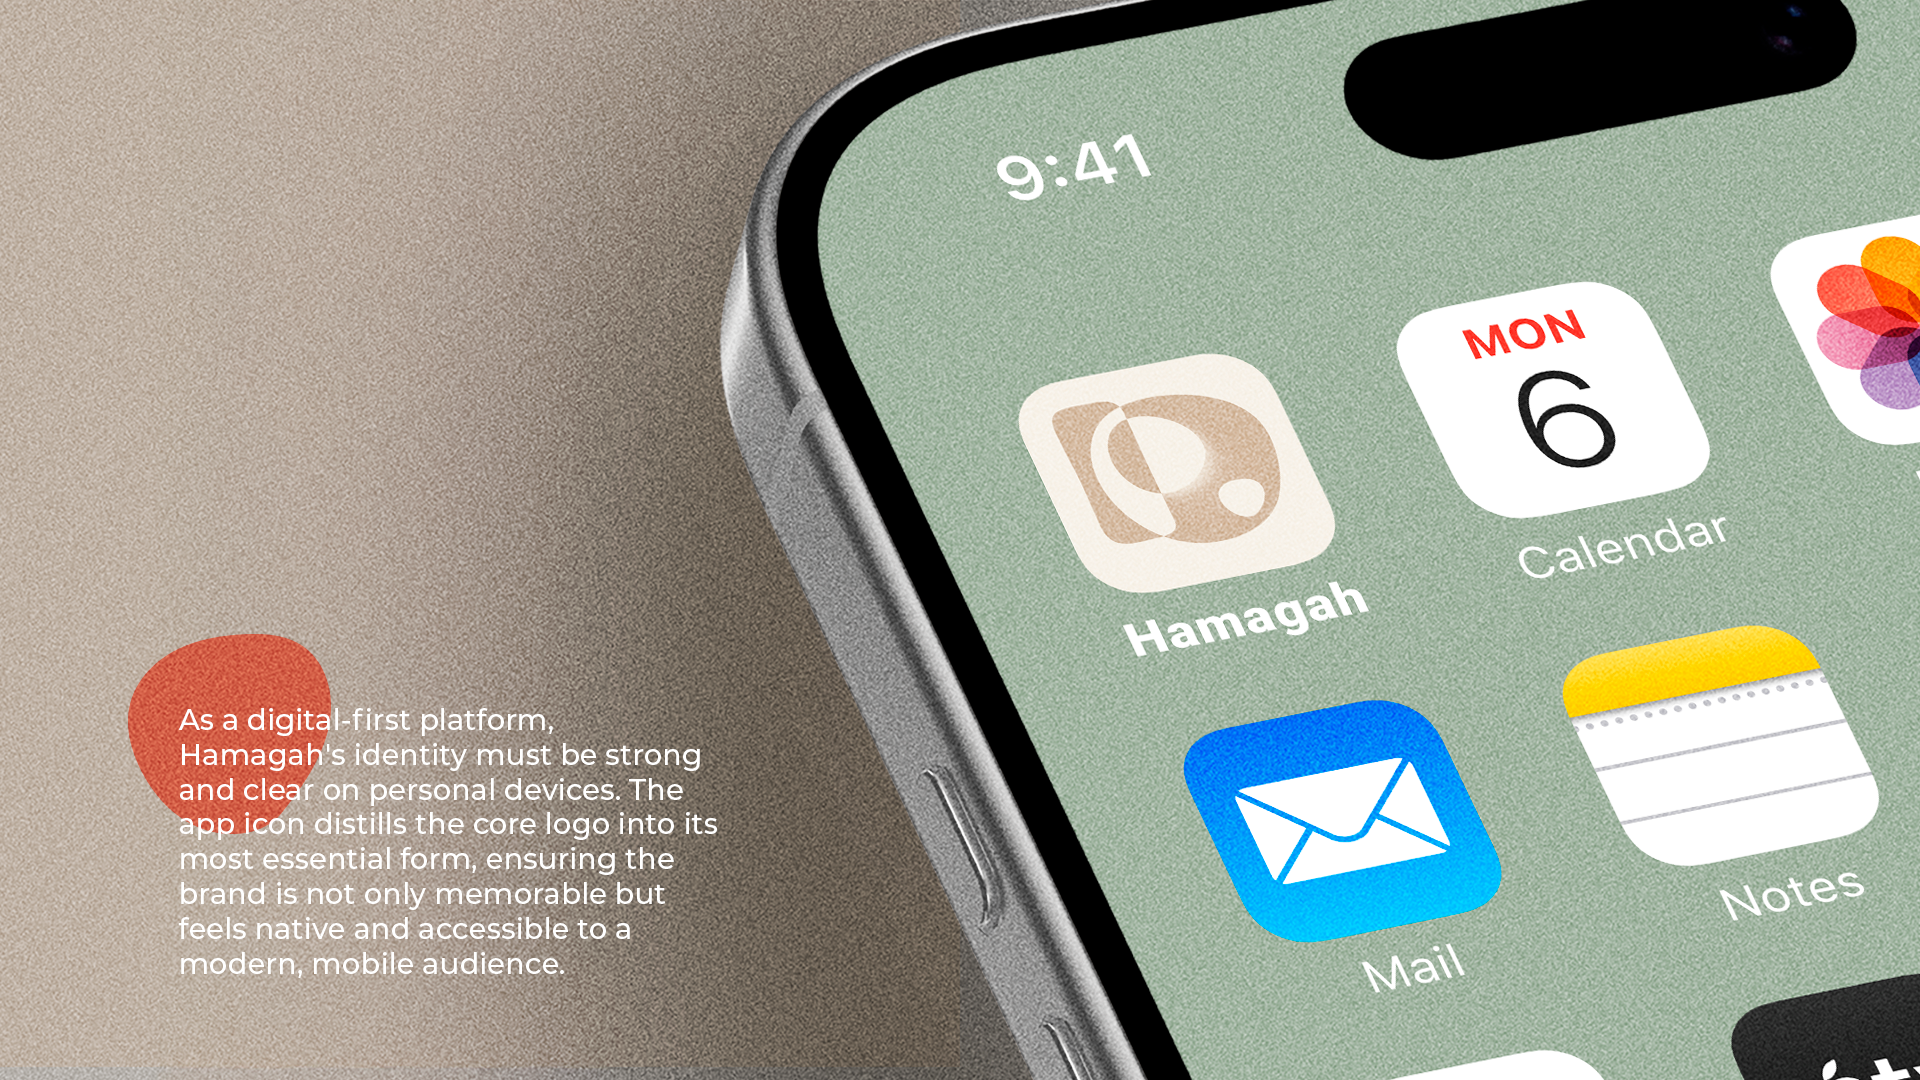 9:41
MON
6
Hamagah
Calendar
Mail
Notes
As a digital-first platform,
Hamagah's identity must be strong
and clear on personal devices. The
app icon distills the core logo into its
most essential form, ensuring the
brand is not only memorable but
feels native and accessible to a
modern, mobile audience.